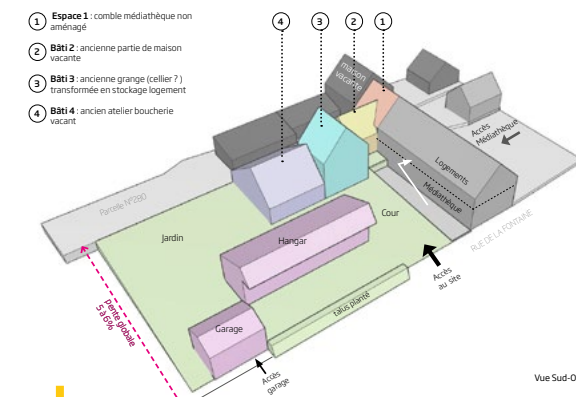 1 Espace 1 : comble médiathèque non
aménagé
2 Bâti 2 : ancienne partie de maison
vacante
3 Bâti 3 : ancienne grange (cellier ? )
transformée en stockage logement
4 Bâti 4 : ancien atelier boucherie
vacant
4 3 2 1
maison
vacante
Accès
Médiathèque
Logements
Médiathèque
Parcelle N°280
RUE DE LA FONTAINE
Jardin
Hangar
Cour
Accès
au site
pente globale
5 à 6%
talus planté
Garage
Accès
garage
Vue Sud-O